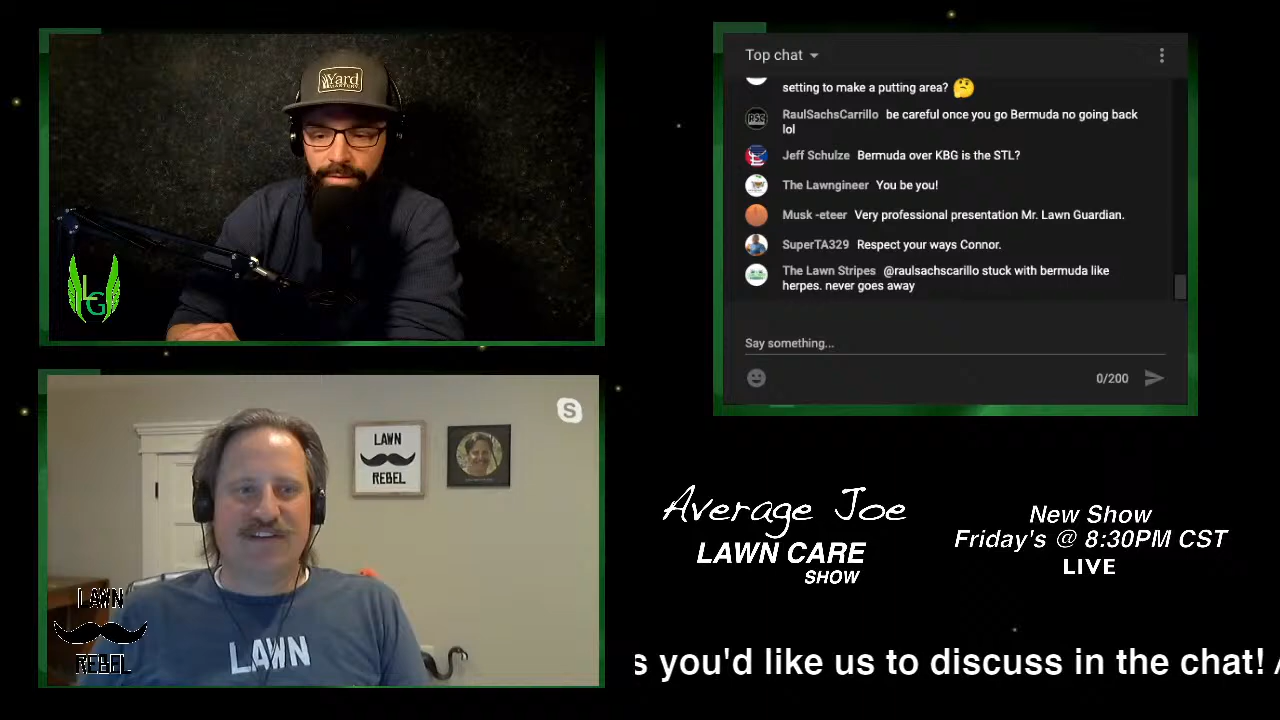 Yard
MASTERY
LG
Top chat
setting to make a putting area? 🤔
RaulSachsCarrillo be careful once you go Bermuda no going back
lol
Jeff Schulze Bermuda over KBG is the STL?
The Lawngineer You be you!
Musk -eteer Very professional presentation Mr. Lawn Guardian.
SuperTA329 Respect your ways Connor.
The Lawn Stripes @raulsachscarillo stuck with bermuda like
herpes. never goes away
Say something...
0/200
S
LAWN
REBEL
LAWN
LAWN
REBEL
Average Joe
LAWN CARE
SHOW
New Show
Friday's @ 8:30PM CST
LIVE
s you'd like us to discuss in the chat!